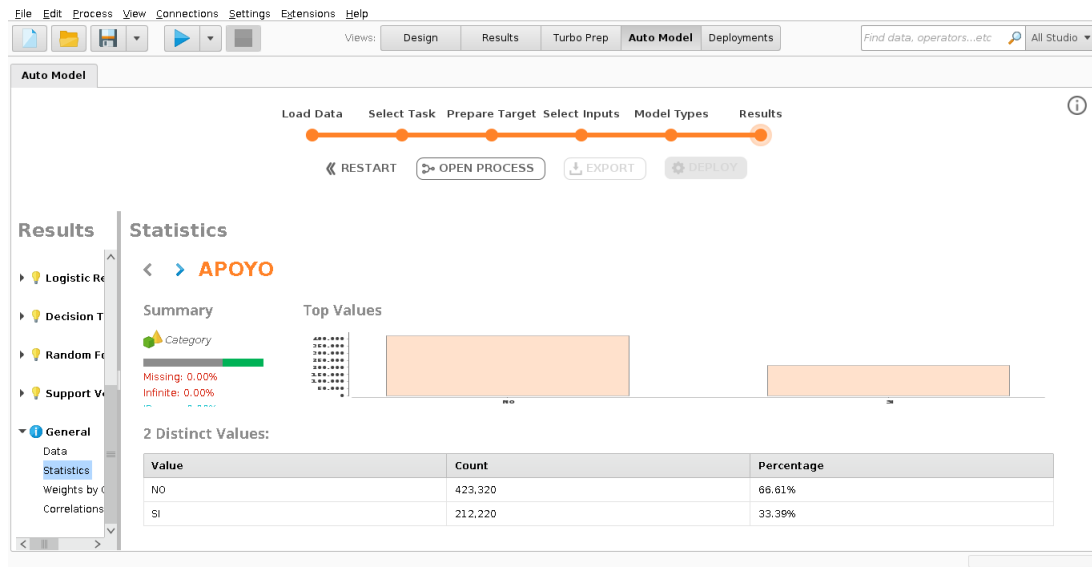 File Edit Process View Connections Settings Extensions Help
Views: Design Results Turbo Prep Auto Model Deployments Find data, operators...etc All Studio
Auto Model
Load Data Select Task Prepare Target Select Inputs Model Types Results
RESTART OPEN PROCESS EXPORT DEPLOY
Results Statistics
APOYO
Logistic Re
Summary Top Values
Decision T
Category
Random Fo
Missing: 0.00%
Infinite: 0.00%
Support Ve
NO SI
General
2 Distinct Values:
Data
Statistics
Weights by C
Correlations
Value Count Percentage
NO 423,320 66.61%
SI 212,220 33.39%